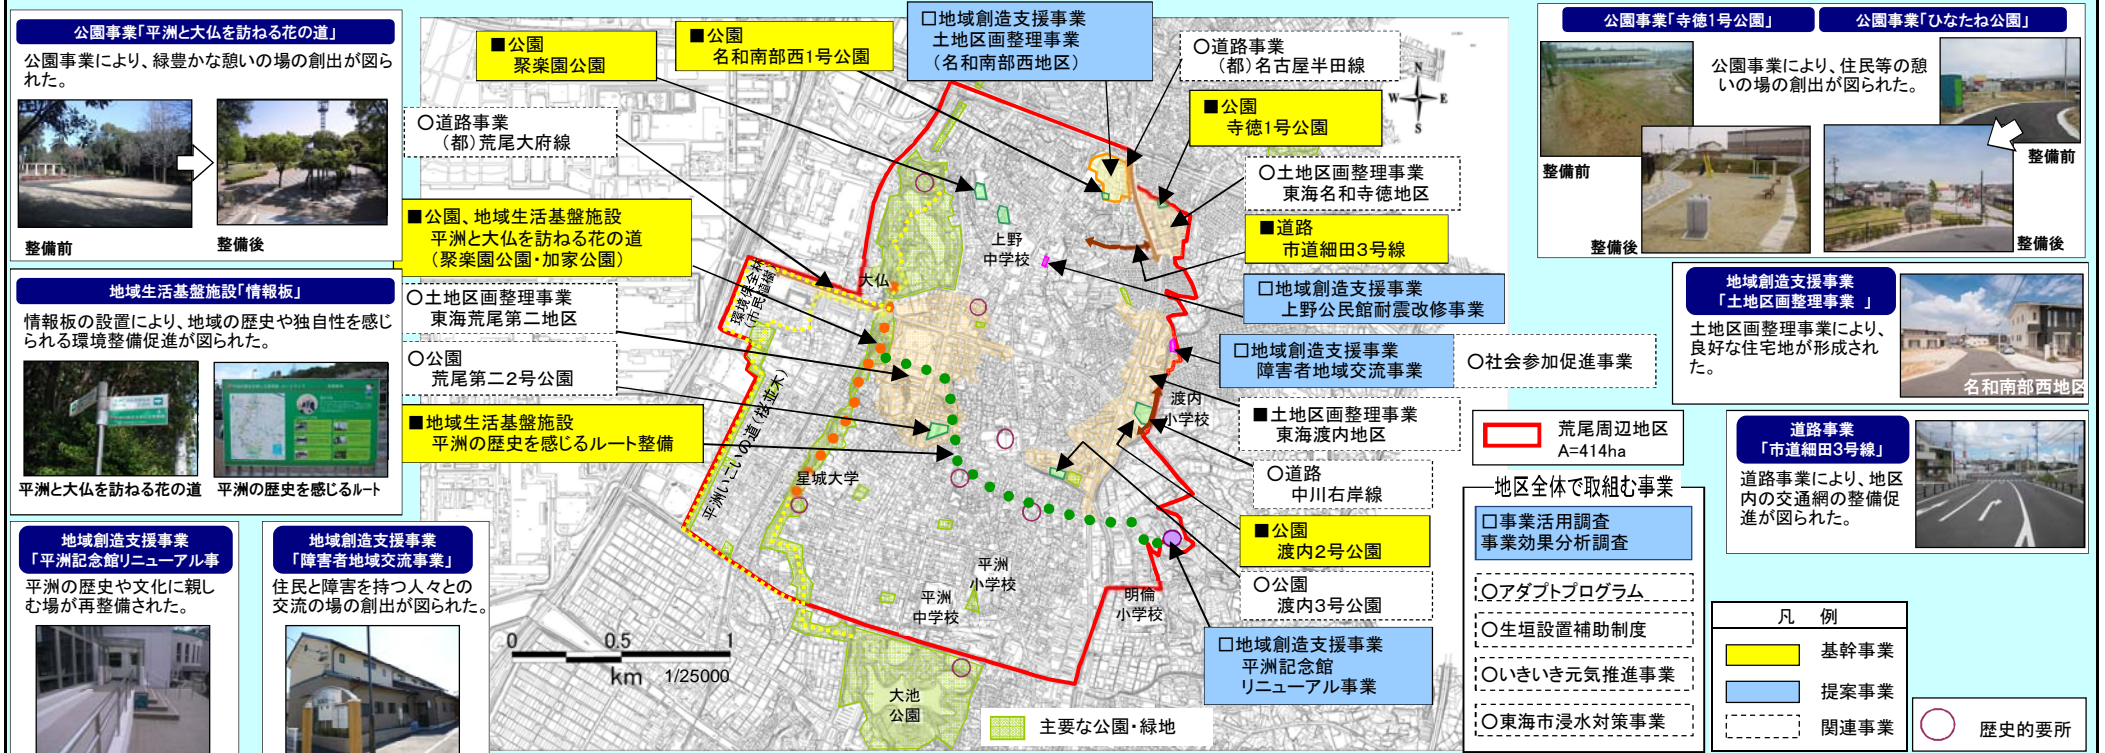 公園事業「平洲と大仏を訪ねる花の道」
公園事業により、緑豊かな憩いの場の創出が図ら
れた。
整備前
整備後
地域生活基盤施設「情報板」
情報板の設置により、地域の歴史や独自性を感じ
られる環境整備促進が図られた。
平洲と大仏を訪ねる花の道
平洲の歴史を感じるルート
地域創造支援事業
「平洲記念館リニューアル事
平洲の歴史や文化に親し
む場が再整備された。
地域創造支援事業
「障害者地域交流事業」
住民と障害を持つ人々との
交流の場の創出が図られた。
■公園
聚楽園公園
■公園
名和南部西1号公園
□地域創造支援事業
土地区画整理事業
(名和南部西地区)
○道路事業
(都)名古屋半田線
○道路事業
(都)荒尾大府線
■公園、地域生活基盤施設
平洲と大仏を訪ねる花の道
(聚楽園公園・加家公園)
○土地区画整理事業
東海荒尾第二地区
○公園
荒尾第二2号公園
■地域生活基盤施設
平洲の歴史を感じるルート整備
■公園
寺徳1号公園
○土地区画整理事業
東海名和寺徳地区
■道路
市道細田3号線
□地域創造支援事業
上野公民館耐震改修事業
□地域創造支援事業
障害者地域交流事業
○社会参加促進事業
■土地区画整理事業
東海渡内地区
○道路
中川右岸線
■公園
渡内2号公園
○公園
渡内3号公園
□地域創造支援事業
平洲記念館
リニューアル事業
上野
中学校
大仏
環境保全林
(市民植樹)
平洲いこいの道(桜並木)
星城大学
渡内
小学校
平洲
小学校
平洲
中学校
明倫
小学校
大池
公園
N
W
E
S
0
0.5
1
km
1/25000
主要な公園・緑地
公園事業「寺徳1号公園」
公園事業「ひなたね公園」
公園事業により、住民等の憩
いの場の創出が図られた。
整備前
整備後
整備前
整備後
地域創造支援事業
「土地区画整理事業 」
土地区画整理事業により、
良好な住宅地が形成され
た。
名和南部西地区
道路事業
「市道細田3号線」
道路事業により、地区
内の交通網の整備促
進が図られた。
荒尾周辺地区
A=414ha
地区全体で取組む事業
□事業活用調査
事業効果分析調査
○アダプトプログラム
○生垣設置補助制度
○いきいき元気推進事業
○東海市浸水対策事業
凡 例
基幹事業
提案事業
関連事業
歴史的要所